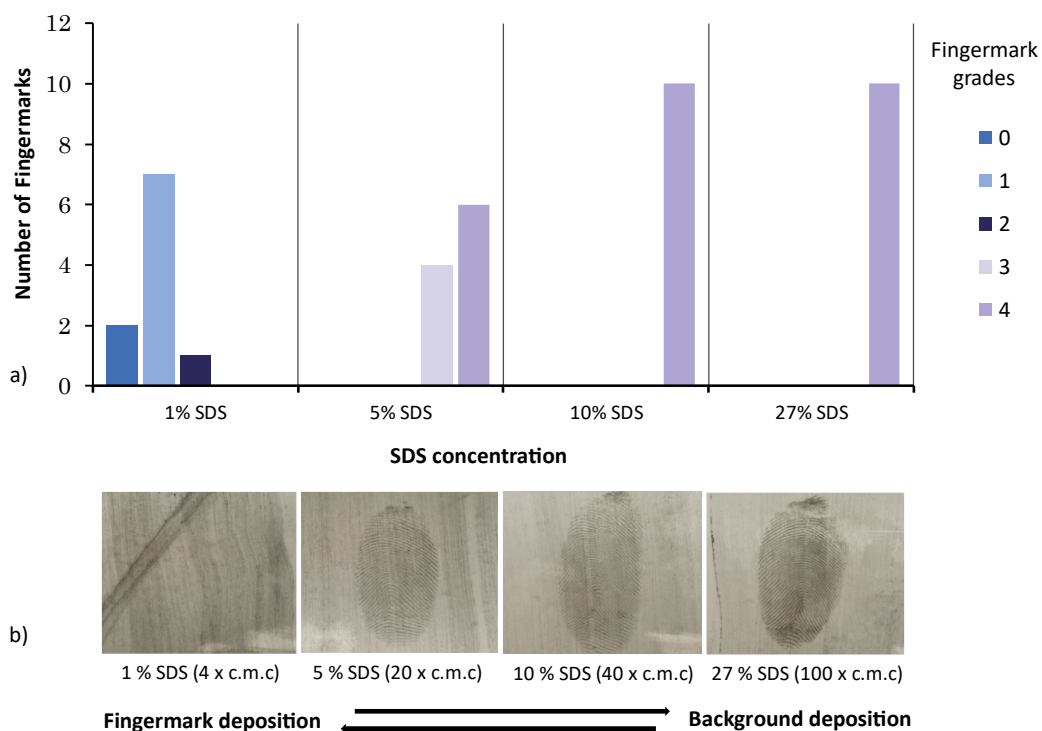 12
10
8
6
4
2
0
Number of Fingermarks
a)
1% SDS 5% SDS 10% SDS 27% SDS
SDS concentration
Fingermark
grades
0
1
2
3
4
b)
1 % SDS (4 x c.m.c) 5 % SDS (20 x c.m.c) 10 % SDS (40 x c.m.c) 27 % SDS (100 x c.m.c)
Fingermark deposition Background deposition